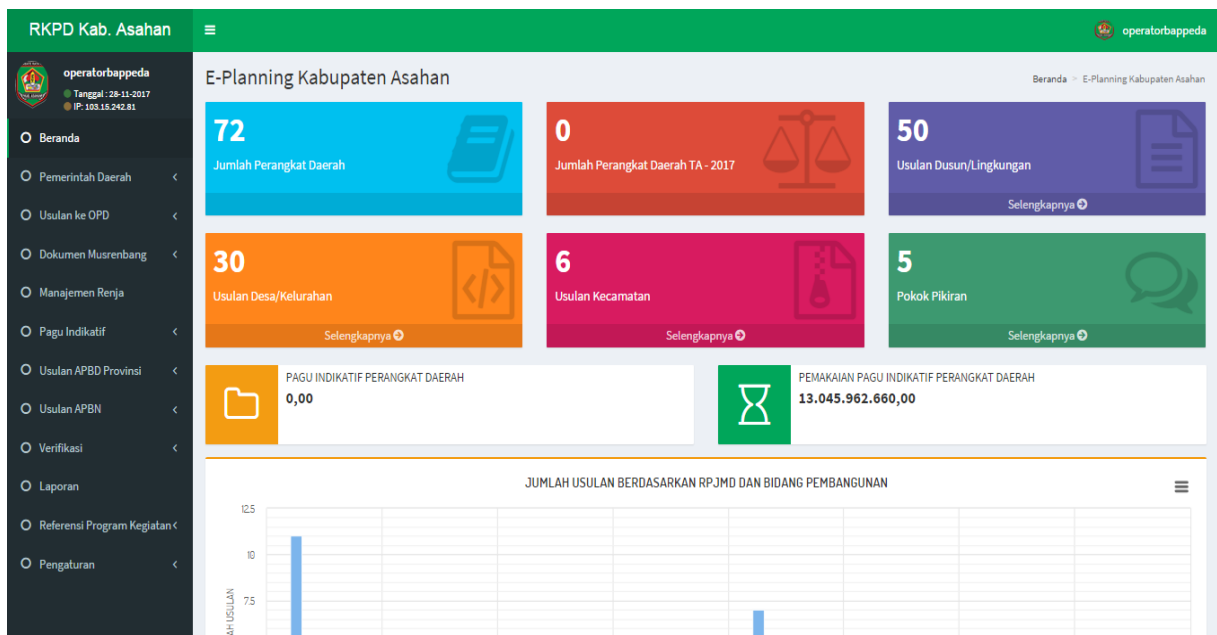 RKPD Kab. Asahan
operatorbappeda
operatorbappeda
Tanggal : 28-11-2017
IP: 103.15.242.81
Beranda
Pemerintah Daerah
Usulan ke OPD
Dokumen Musrenbang
Manajemen Renja
Pagu Indikatif
Usulan APBD Provinsi
Usulan APBN
Verifikasi
Laporan
Referensi Program Kegiatan
Pengaturan
E-Planning Kabupaten Asahan
Beranda > E-Planning Kabupaten Asahan
72
Jumlah Perangkat Daerah
0
Jumlah Perangkat Daerah TA - 2017
50
Usulan Dusun/Lingkungan
Selengkapnya
30
Usulan Desa/Kelurahan
Selengkapnya
6
Usulan Kecamatan
Selengkapnya
5
Pokok Pikiran
Selengkapnya
PAGU INDIKATIF PERANGKAT DAERAH
0,00
PEMAKAIAN PAGU INDIKATIF PERANGKAT DAERAH
13.045.962.660,00
JUMLAH USULAN BERDASARKAN RPJMD DAN BIDANG PEMBANGUNAN
12.5
10
7.5
AH USULAN